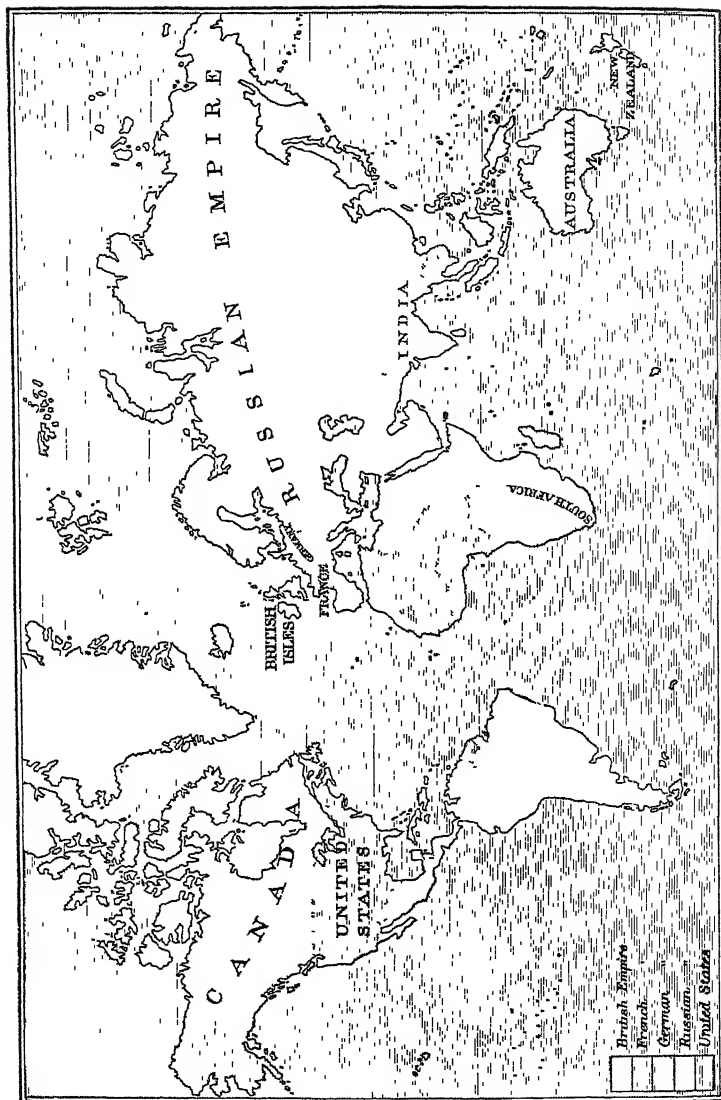 CANADA
UNITED
STATES
BRITISH
ISLES
FRANCE
GERMANY
RUSSIAN EMPIRE
INDIA
SOUTH AFRICA
AUSTRALIA
NEW
ZEALAND
British Empire
French
German
Russian
United States